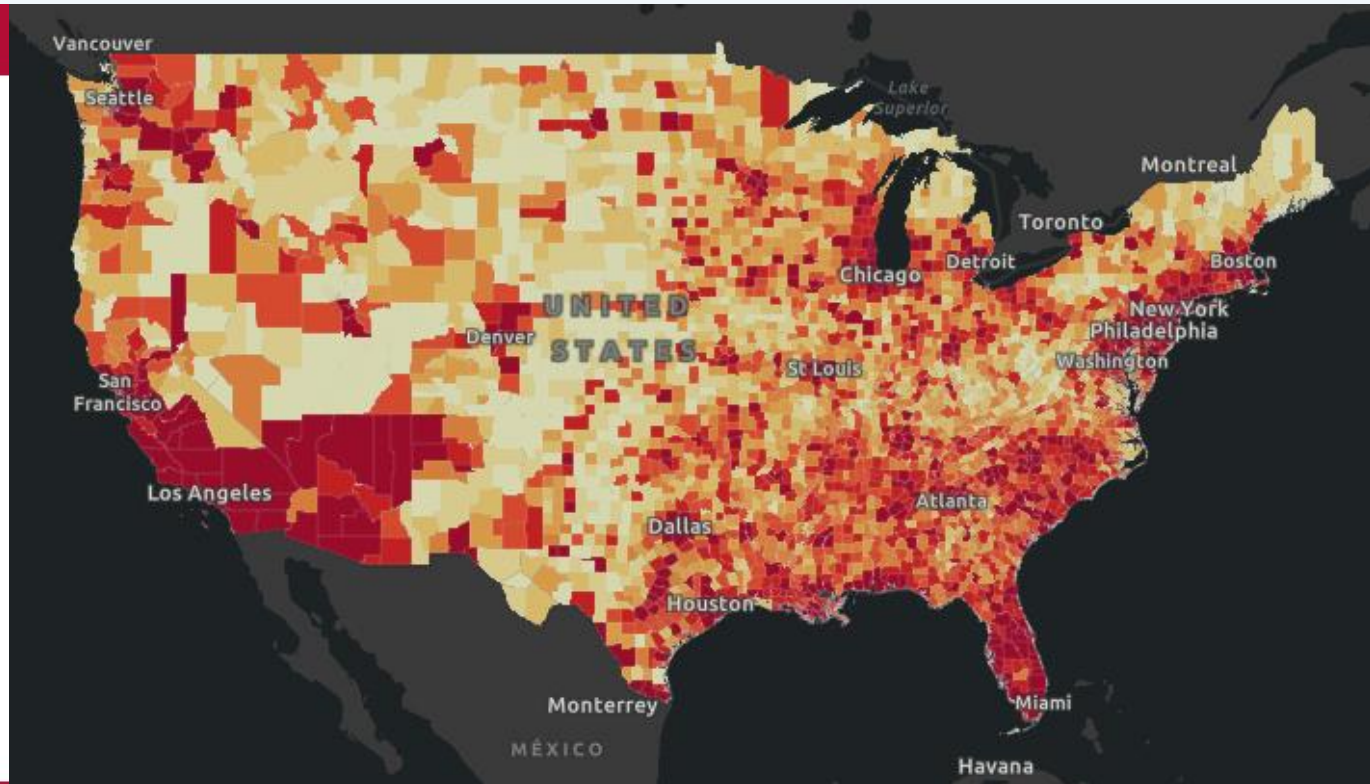 Vancouver
Seattle
Lake
Superior
Montreal
Toronto
Chicago
Detroit
Boston
UNITED
STATES
Denver
New York
Philadelphia
Washington
St Louis
San
Francisco
Los Angeles
Atlanta
Dallas
Houston
Monterrey
Miami
MÉXICO
Havana